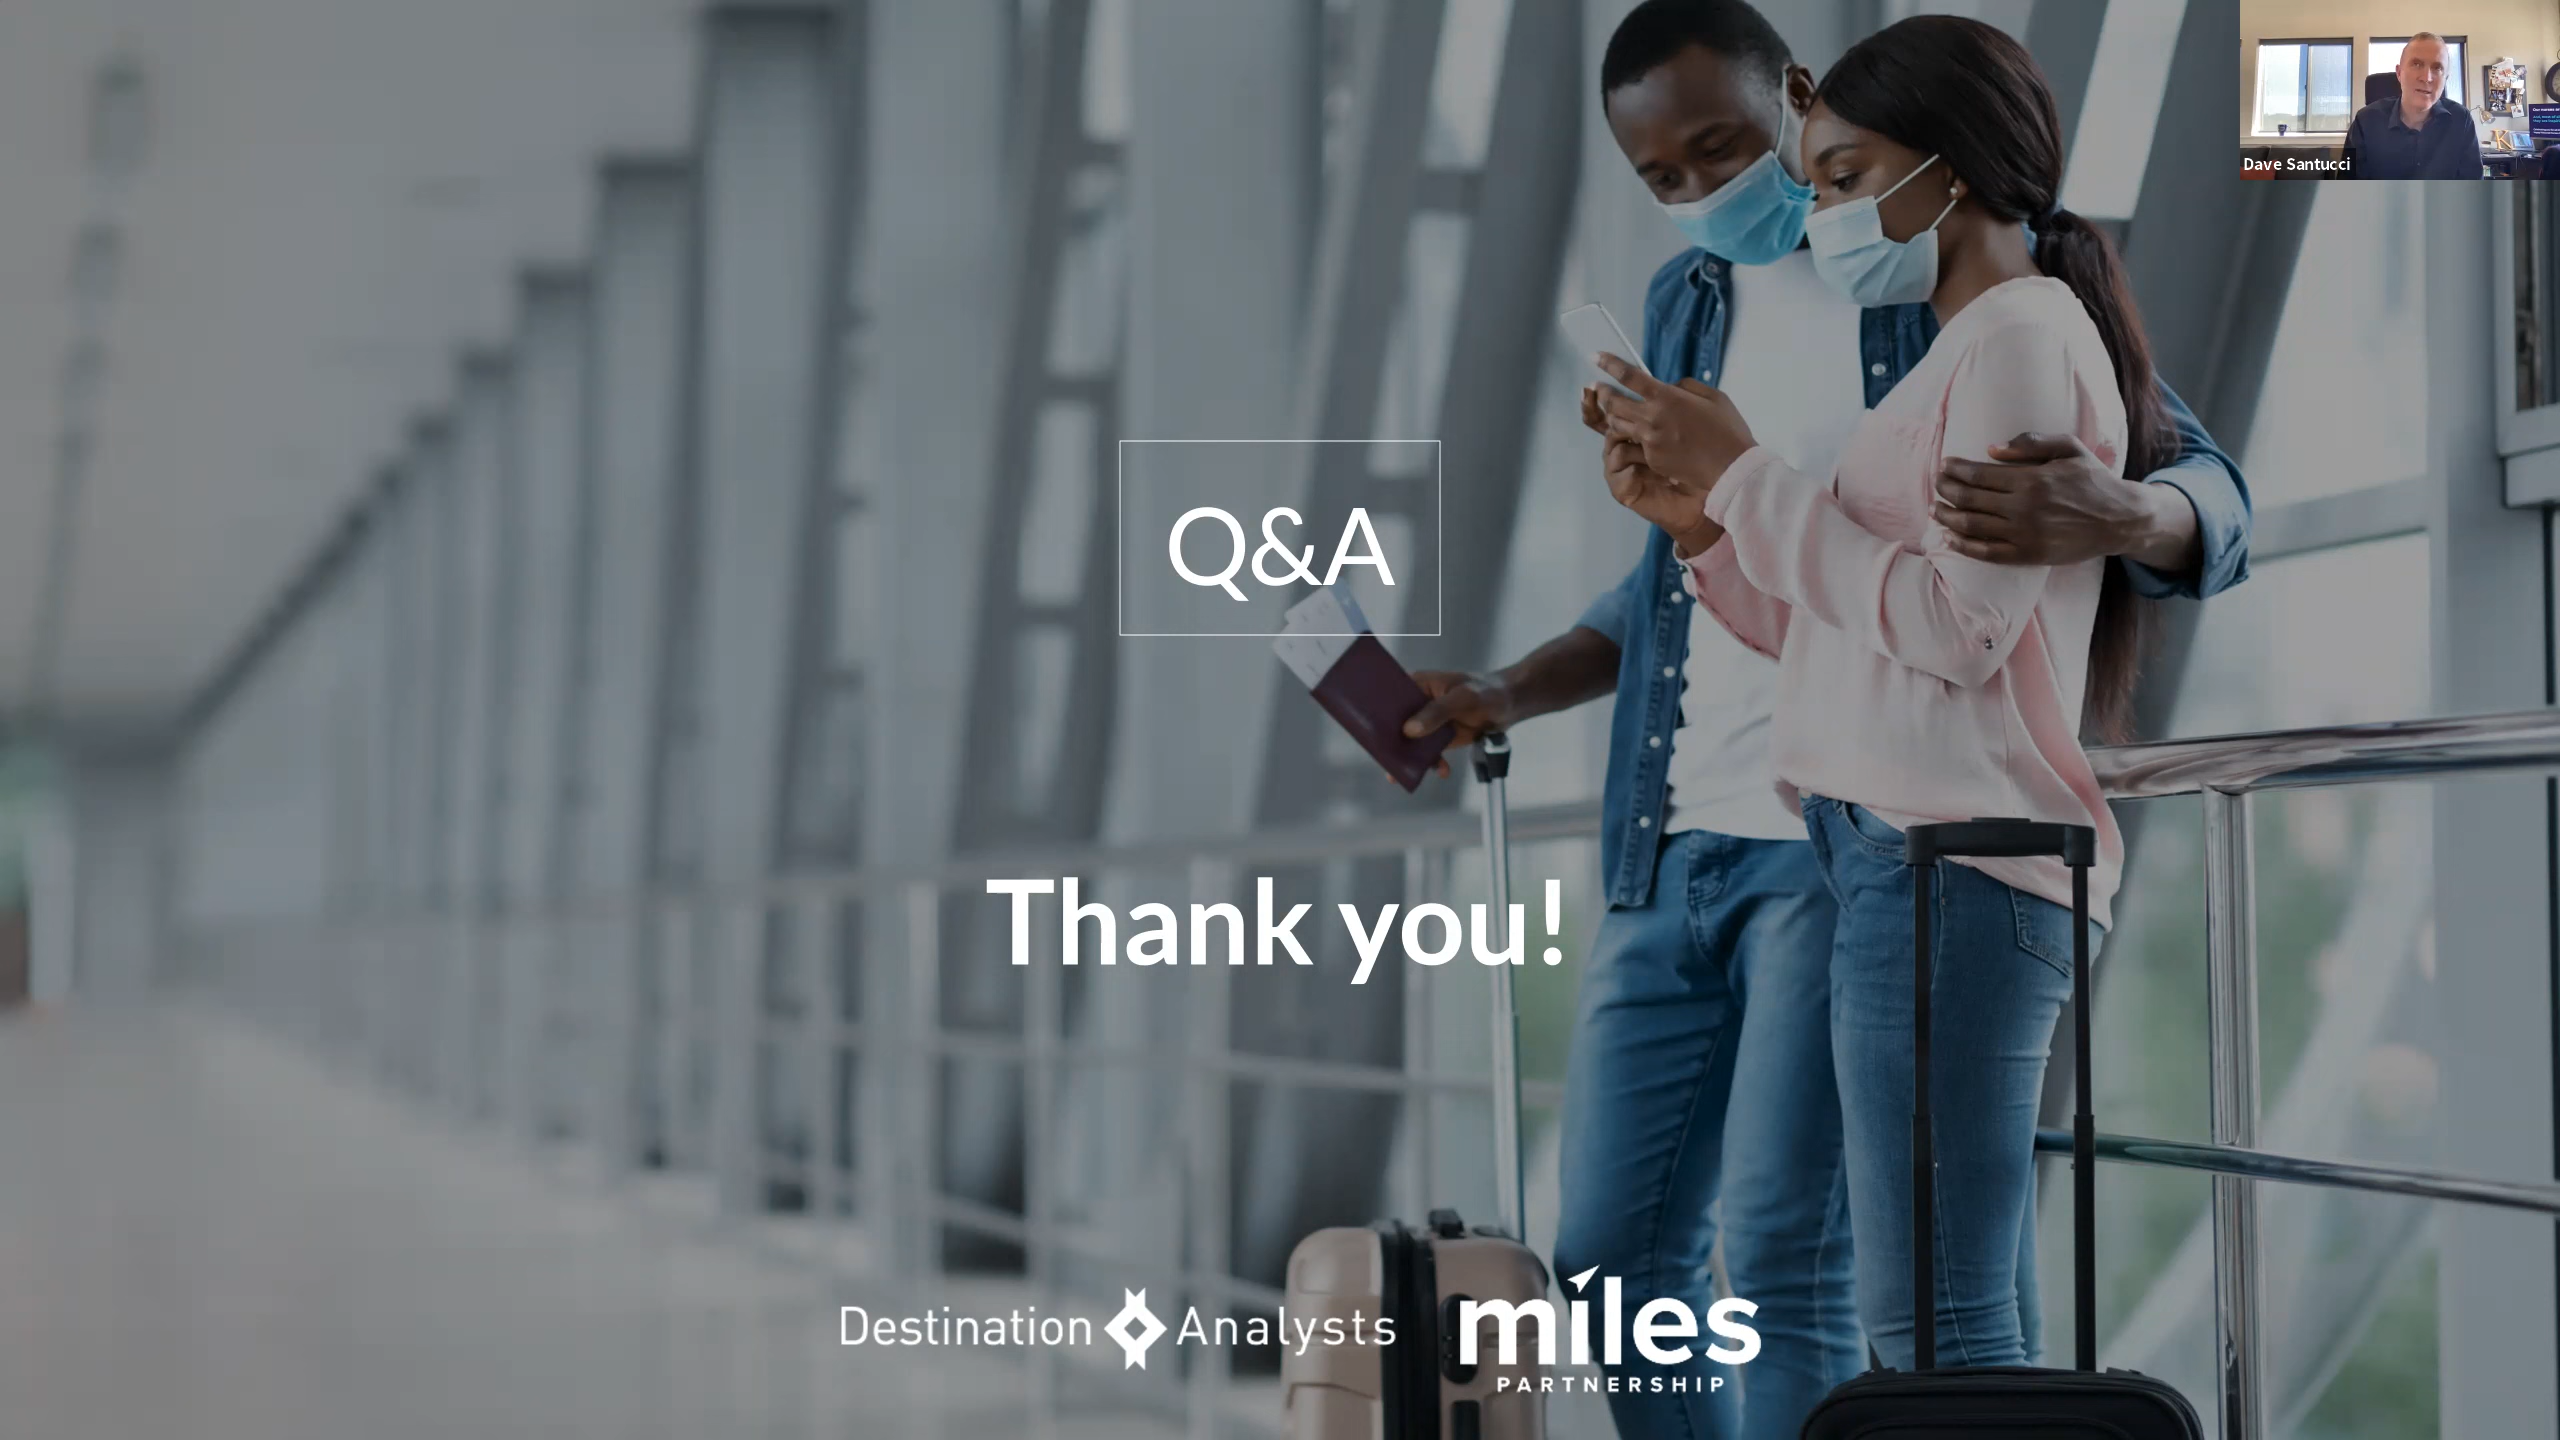 Dave Santucci
Q&A
Thank you!
Destination Analysts
miles
PARTNERSHIP